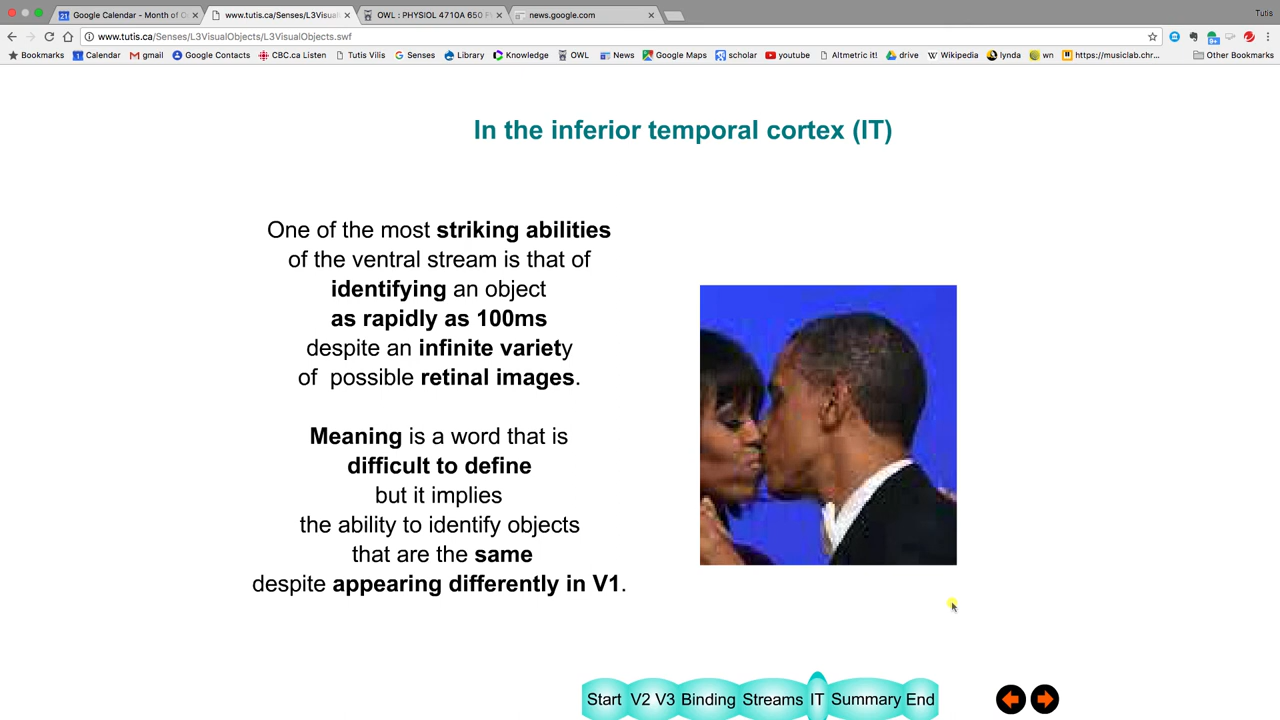 Google Calendar - Month of O
www.tutis.ca/Senses/L3Visual
OWL : PHYSIOL 4710A 650 F
news.google.com
Tutis
www.tutis.ca/Senses/L3VisualObjects/L3VisualObjects.swf
Bookmarks Calendar gmail Google Contacts CBC.ca Listen Tutis Vilis Senses Library Knowledge OWL News Google Maps scholar youtube Altmetric it! drive Wikipedia lynda wn https://musiclab.chr... Other Bookmarks
In the inferior temporal cortex (IT)
One of the most striking abilities
of the ventral stream is that of
identifying an object
as rapidly as 100ms
despite an infinite variety
of possible retinal images.
Meaning is a word that is
difficult to define
but it implies
the ability to identify objects
that are the same
despite appearing differently in V1.
Start V2 V3 Binding Streams IT Summary End